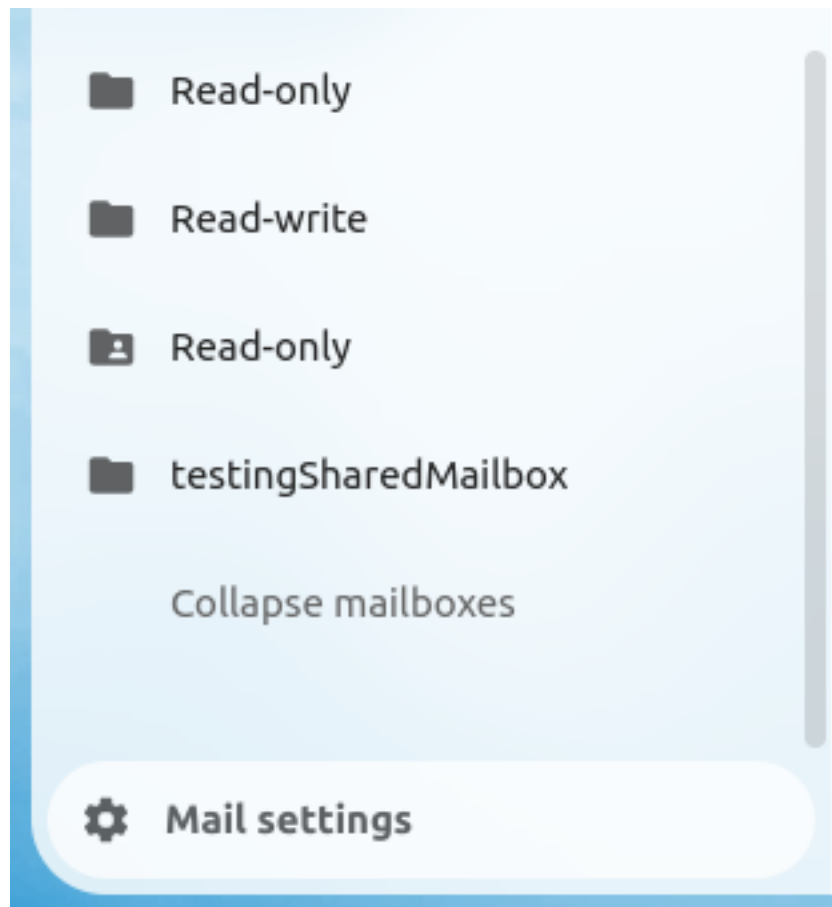 Read-only
Read-write
Read-only
testingSharedMailbox
Collapse mailboxes
Mail settings